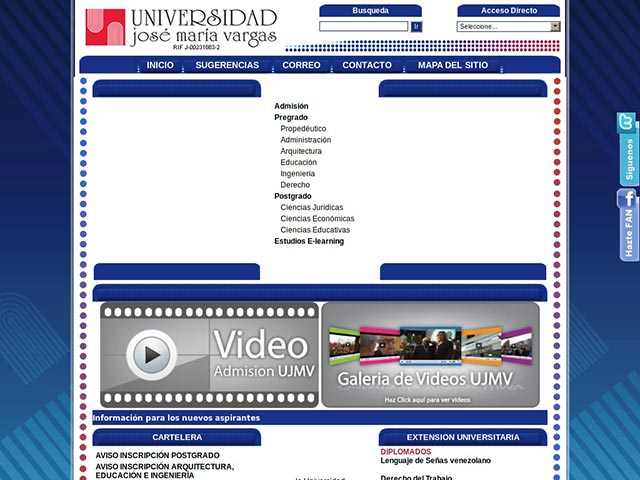 UNIVERSIDAD
josé maría vargas
RIF J-00231683-2
Busqueda
Ir
Acceso Directo
Seleccione...
INICIO
SUGERENCIAS
CORREO
CONTACTO
MAPA DEL SITIO
Admisión
Pregrado
Propedéutico
Administración
Arquitectura
Educación
Ingeniería
Derecho
Postgrado
Ciencias Jurídicas
Ciencias Económicas
Ciencias Educativas
Estudios E-learning
Síguenos
Hazte FAN
Video
Admision UJMV
Galeria de Videos UJMV
Haz Click aquí para ver videos
Información para los nuevos aspirantes
CARTELERA
AVISO INSCRIPCIÓN POSTGRADO
AVISO INSCRIPCIÓN ARQUITECTURA,
EDUCACIÓN E INGENIERÍA
la Universidad
EXTENSION UNIVERSITARIA
DIPLOMADOS
Lenguaje de Señas venezolano
Derecho del Trabajo